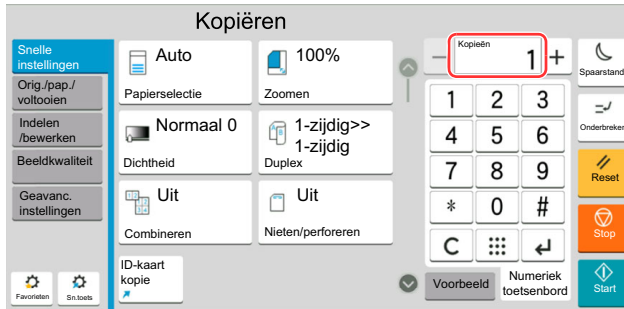 Kopiëren
Snelle
instellingen
Orig./pap./
voltooien
Indelen
/bewerken
Beeldkwaliteit
Geavanc.
instellingen
Favorieten
Sn.toets
Auto
Papierselectie
100%
Zoomen
Normaal 0
Dichtheid
1-zijdig>>
1-zijdig
Duplex
Uit
Combineren
Uit
Nieten/perforeren
ID-kaart
kopie
Kopieën
− 1 +
1 2 3
4 5 6
7 8 9
* 0 #
C
Voorbeeld
Numeriek
toetsenbord
Spaarstand
Onderbreken
Reset
Stop
Start